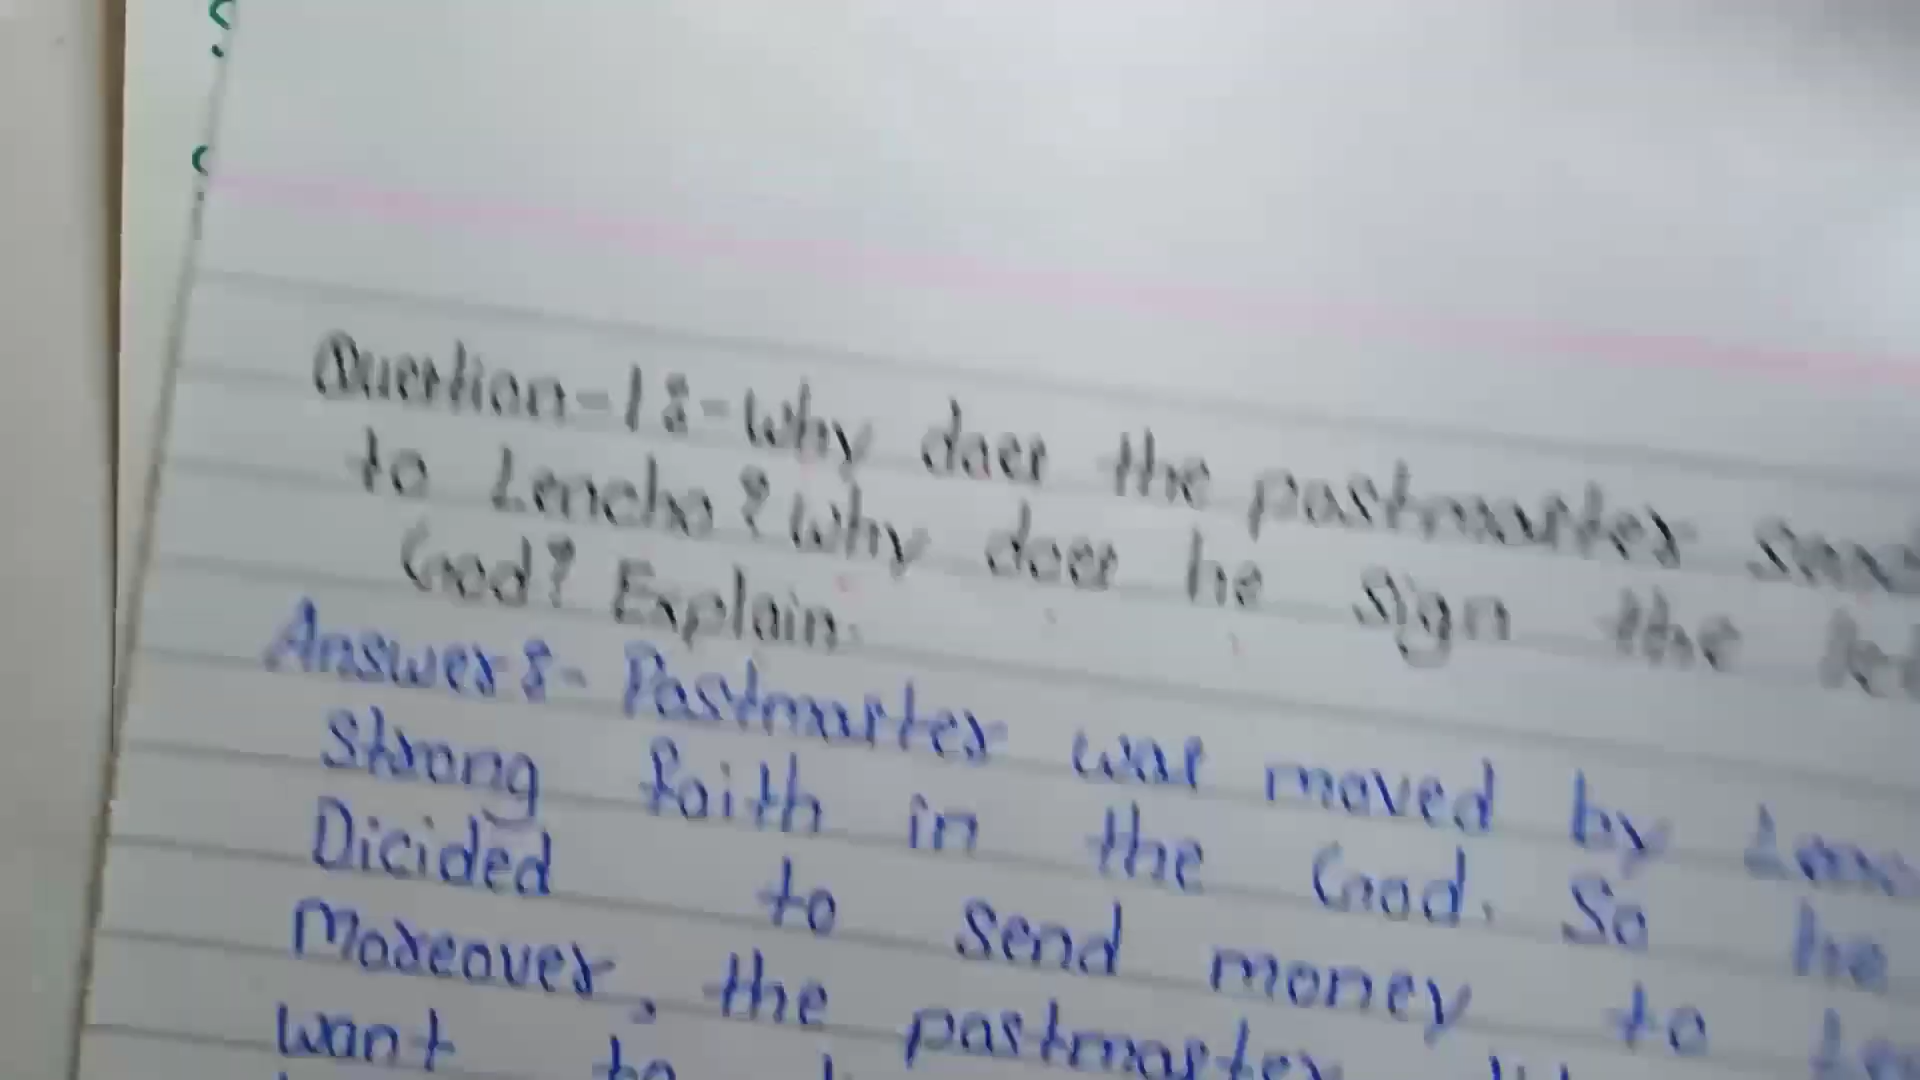 Question-1:-Why does the postmaster send
to Lencho? Why does he sign the
God? Explain.
Answer:- Postmaster was moved by
Strong faith in the God. So he
Dicided to send money to
Moreover, the postmaster
want to